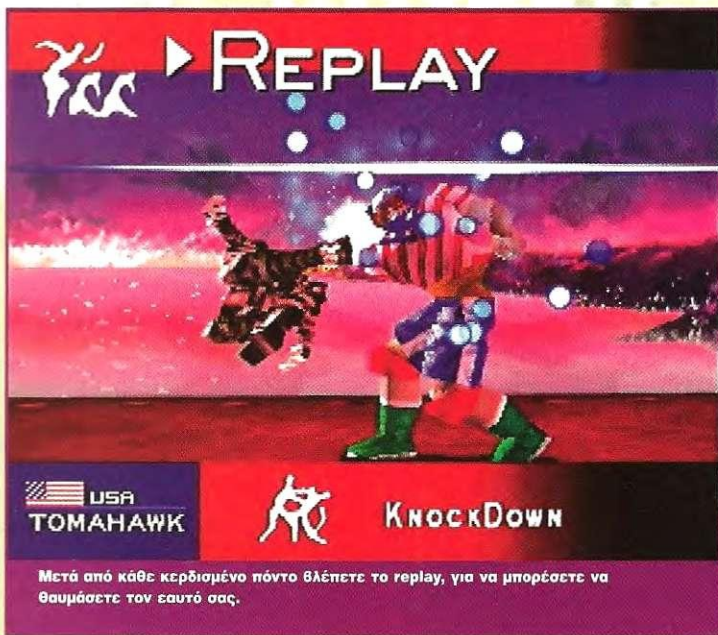 REPLAY
USA
TOMAHAWK
KNOCKDOWN
Μετά από κάθε κερδισμένο πόντο βλέπετε το replay, για να μπορέσετε να
θαυμάσετε τον εαυτό σας.